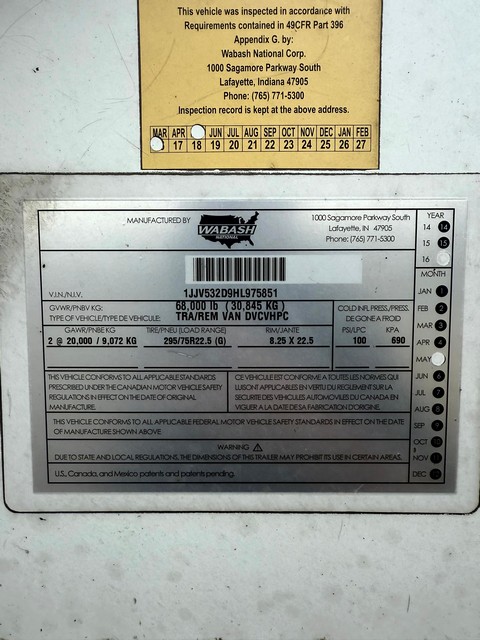 This vehicle was inspected in accordance with
Requirements contained in 49CFR Part 396
Appendix G. by:
Wabash National Corp.
1000 Sagamore Parkway South
Lafayette, Indiana 47905
Phone: (765) 771-5300
Inspection record is kept at the above address.
MAR APR JUN JUL AUG SEP OCT NOV DEC JAN FEB
17 18 19 20 21 22 23 24 25 26 27
MANUFACTURED BY
WABASH
NATIONAL
1000 Sagamore Parkway South
Lafayette, IN 47905
Phone: (765) 771-5300
YEAR
14 14
15 15
16
V.I.N./N.I.V. 1JJV532D9HL975851
GVWR/PNBV KG: 68,000 lb (30,845 KG)
TYPE OF VEHICLE/TYPE DE VEHICULE: TRA/REM VAN DVCVHPC
COLD INFL. PRESS./PRESS.
DE GONF. A FROID
GAWR/PNBE KG TIRE/PNEU (LOAD RANGE) RIM/JANTE PSI/LPC KPA
2 @ 20,000 / 9,072 KG 295/75R22.5 (G) 8.25 X 22.5 100 690
MONTH
JAN 1
FEB 2
MAR 3
APR 4
MAY
JUN 6
JUL 7
AUG 8
SEP 9
OCT 10
NOV 11
DEC 12
THIS VEHICLE CONFORMS TO ALL APPLICABLE STANDARDS
PRESCRIBED UNDER THE CANADIAN MOTOR VEHICLE SAFETY
REGULATIONS IN EFFECT ON THE DATE OF ORIGINAL
MANUFACTURE.
CE VEHICULE EST CONFORME A TOUTES LES NORMES QUI
LUI SONT APPLICABLES EN VERTU DU REGLEMENT SUR LA
SECURITE DES VEHICULES AUTOMOBILES DU CANADA EN
VIGUER A LA DATE DE SA FABRICATION D'ORIGINE.
THIS VEHICLE CONFORMS TO ALL APPLICABLE FEDERAL MOTOR VEHICLE SAFETY STANDARDS IN EFFECT ON THE DATE
OF MANUFACTURE SHOWN ABOVE.
WARNING
DUE TO STATE AND LOCAL REGULATIONS, THE DIMENSIONS OF THIS TRAILER MAY PROHIBIT ITS USE IN CERTAIN AREAS.
U.S., Canada, and Mexico patents and patents pending.